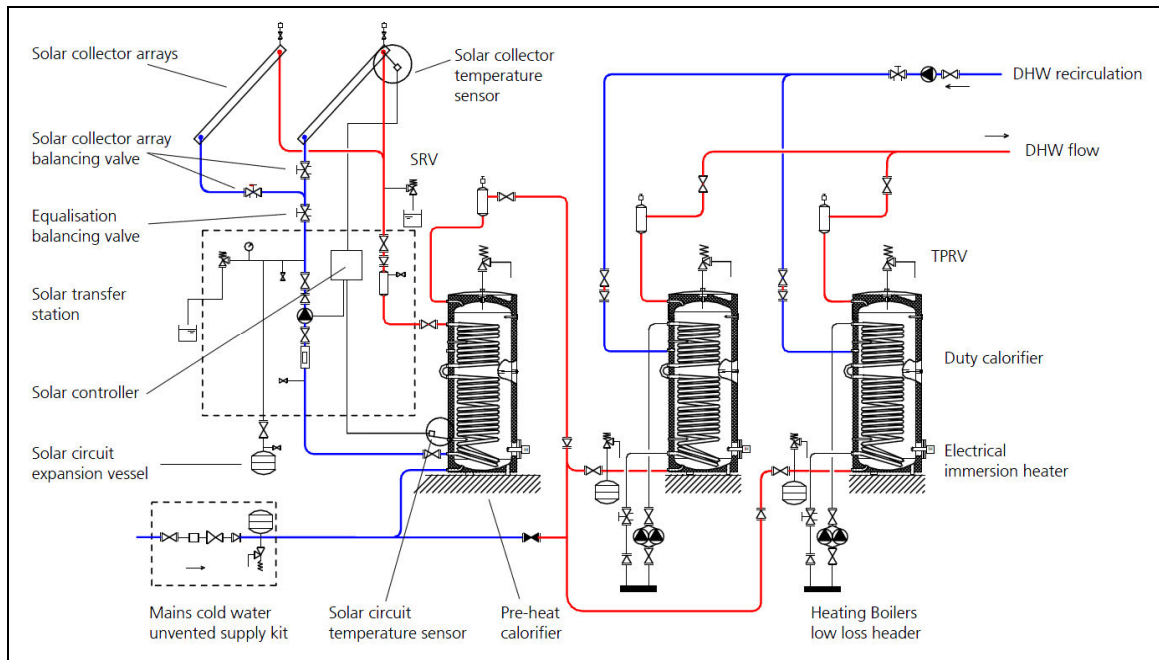 Solar collector arrays
Solar collector
temperature
sensor
DHW recirculation
Solar collector array
balancing valve
SRV
DHW flow
Equalisation
balancing valve
TPRV
Solar transfer
station
Duty calorifier
Solar controller
Solar circuit
expansion vessel
Electrical
immersion heater
Mains cold water
unvented supply kit
Solar circuit
temperature sensor
Pre-heat
calorifier
Heating Boilers
low loss header